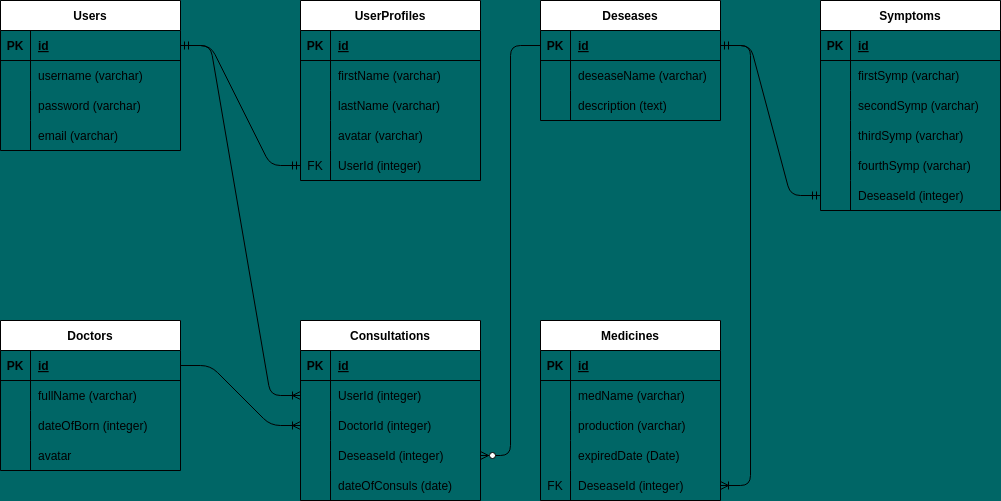 Users
PK id
username (varchar)
password (varchar)
email (varchar)
UserProfiles
PK id
firstName (varchar)
lastName (varchar)
avatar (varchar)
FK UserId (integer)
Deseases
PK id
deseaseName (varchar)
description (text)
Symptoms
PK id
firstSymp (varchar)
secondSymp (varchar)
thirdSymp (varchar)
fourthSymp (varchar)
DeseaseId (integer)
Doctors
PK id
fullName (varchar)
dateOfBorn (integer)
avatar
Consultations
PK id
UserId (integer)
DoctorId (integer)
DeseaseId (integer)
dateOfConsuls (date)
Medicines
PK id
medName (varchar)
production (varchar)
expiredDate (Date)
FK DeseaseId (integer)